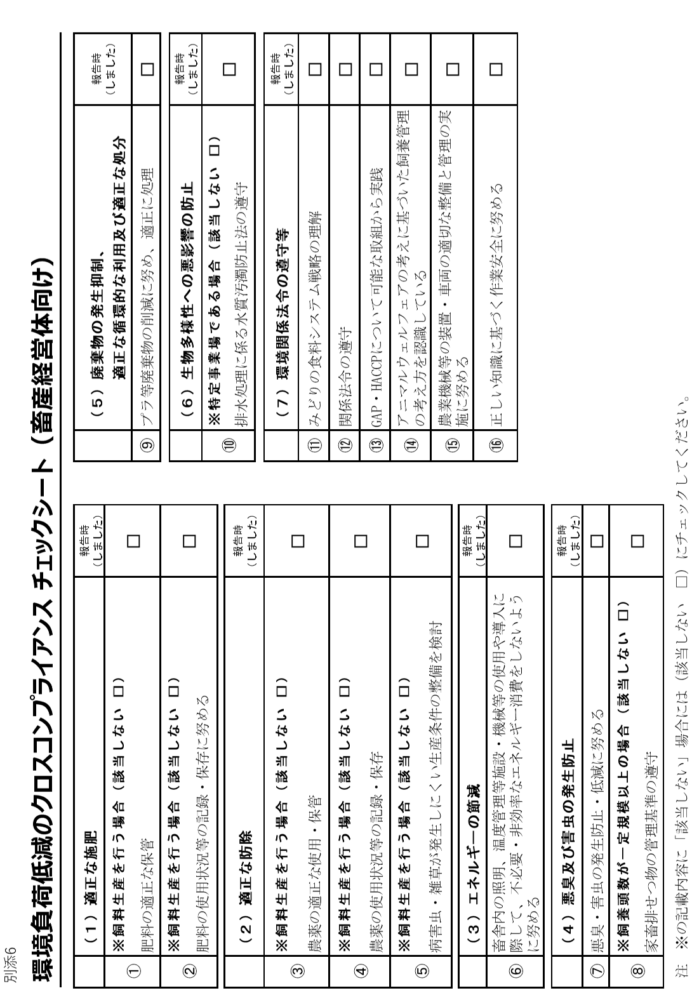 別添6
環境負荷低減のクロスコンプライアンス チェックシート（畜産経営体向け）
（1）適正な施肥
報告時
（しました）
① ※飼料生産を行う場合（該当しない □） □
肥料の適正な保管
② ※飼料生産を行う場合（該当しない □） □
肥料の使用状況等の記録・保存に努める
（2）適正な防除
報告時
（しました）
③ ※飼料生産を行う場合（該当しない □） □
農薬の適正な使用・保管
④ ※飼料生産を行う場合（該当しない □） □
農薬の使用状況等の記録・保存
⑤ ※飼料生産を行う場合（該当しない □） □
病害虫・雑草が発生しにくい生産条件の整備を検討
（3）エネルギーの節減
報告時
（しました）
⑥ 畜舎内の照明、温度管理等施設・機械等の使用や導入に □
際して、不必要・非効率なエネルギー消費をしないよう
に努める
（4）悪臭及び害虫の発生防止
報告時
（しました）
⑦ 悪臭・害虫の発生防止・低減に努める □
⑧ ※飼養頭数が一定規模以上の場合（該当しない □） □
家畜排せつ物の管理基準の遵守
（5）廃棄物の発生抑制、
適正な循環的な利用及び適正な処分
報告時
（しました）
⑨ プラ等廃棄物の削減に努め、適正に処理 □
（6）生物多様性への悪影響の防止
報告時
（しました）
⑩ ※特定事業場である場合（該当しない □） □
排水処理に係る水質汚濁防止法の遵守
（7）環境関係法令の遵守等
報告時
（しました）
⑪ みどりの食料システム戦略の理解 □
⑫ 関係法令の遵守 □
⑬ GAP・HACCPについて可能な取組から実践 □
⑭ アニマルウェルフェアの考えに基づいた飼養管理 □
の考え方を認識している
⑮ 農業機械等の装置・車両の適切な整備と管理の実 □
施に努める
⑯ 正しい知識に基づく作業安全に努める □
注 ※の記載内容に「該当しない」場合には（該当しない □）にチェックしてください。